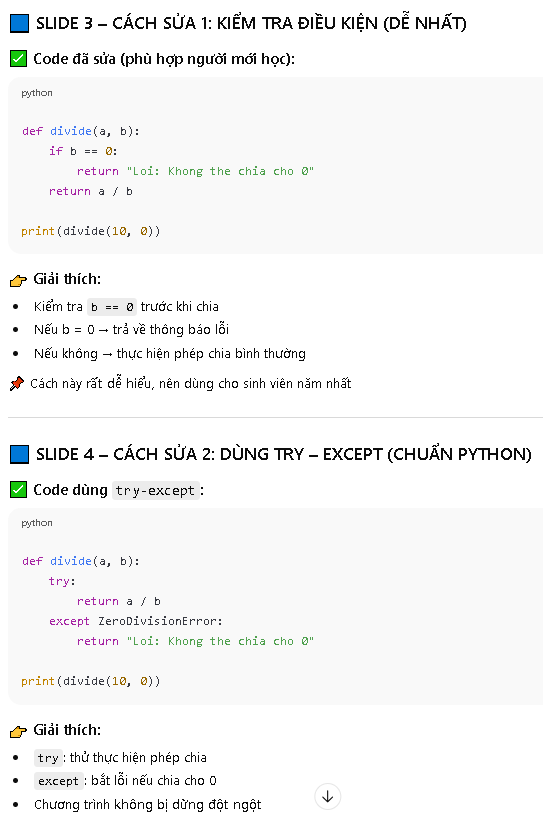 🟦 SLIDE 3 – CÁCH SỬA 1: KIỂM TRA ĐIỀU KIỆN (DỄ NHẤT)
✅ Code đã sửa (phù hợp người mới học):
python
def divide(a, b):
    if b == 0:
        return "Loi: Khong the chia cho 0"
    return a / b
print(divide(10, 0))
👉 Giải thích:
• Kiểm tra b == 0 trước khi chia
• Nếu b = 0 → trả về thông báo lỗi
• Nếu không → thực hiện phép chia bình thường
📌 Cách này rất dễ hiểu, nên dùng cho sinh viên năm nhất
🟦 SLIDE 4 – CÁCH SỬA 2: DÙNG TRY – EXCEPT (CHUẨN PYTHON)
✅ Code dùng try-except:
python
def divide(a, b):
    try:
        return a / b
    except ZeroDivisionError:
        return "Loi: Khong the chia cho 0"
print(divide(10, 0))
👉 Giải thích:
• try: thử thực hiện phép chia
• except: bắt lỗi nếu chia cho 0
• Chương trình không bị dừng đột ngột